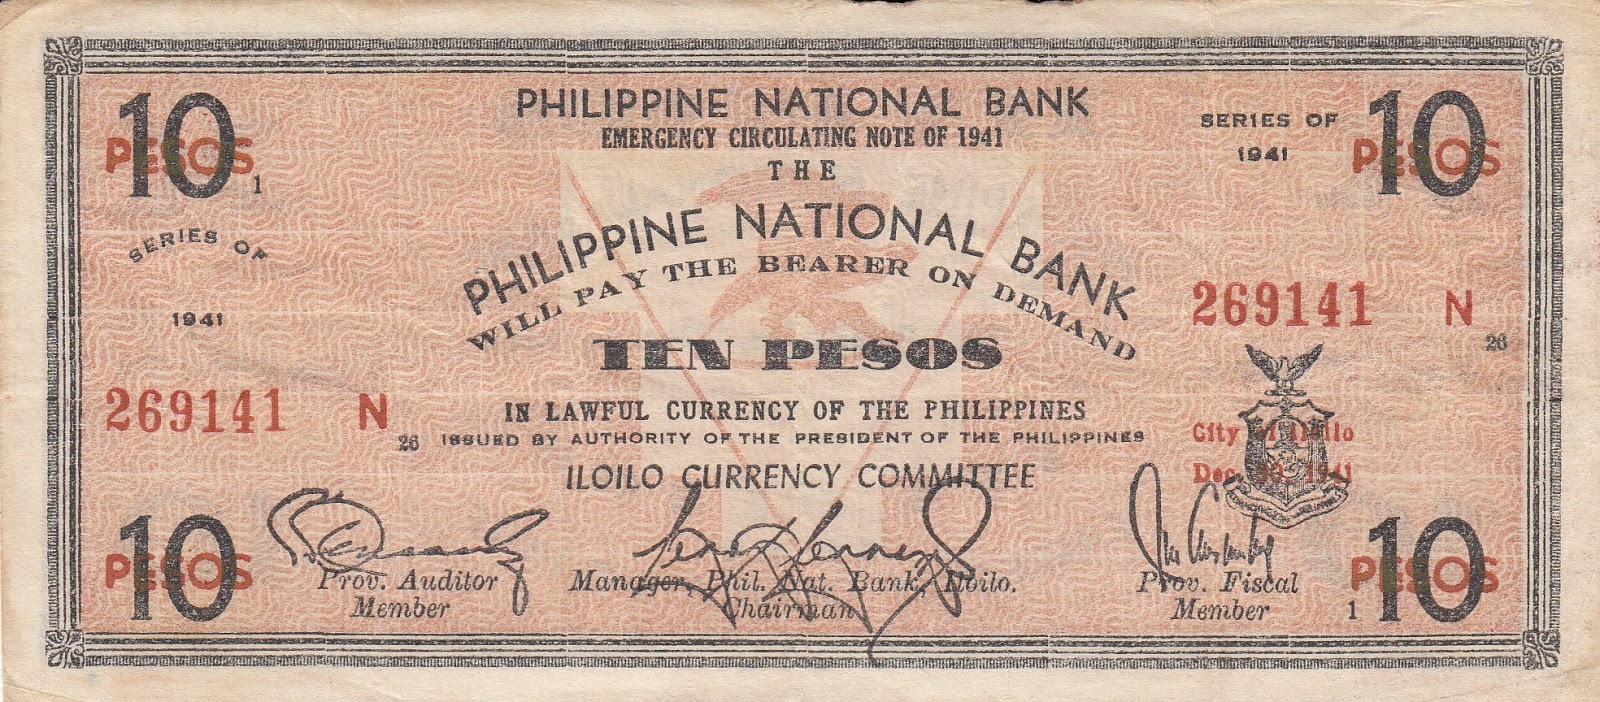 PHILIPPINE NATIONAL BANK
EMERGENCY CIRCULATING NOTE OF 1941
THE
PHILIPPINE NATIONAL BANK
WILL PAY THE BEARER ON DEMAND
TEN PESOS
IN LAWFUL CURRENCY OF THE PHILIPPINES
ISSUED BY AUTHORITY OF THE PRESIDENT OF THE PHILIPPINES
ILOILO CURRENCY COMMITTEE
10
PESOS
1
SERIES OF
1941
269141 N
26
10
PESOS
Prov. Auditor
Member
Manager, Phil. Nat. Bank, Iloilo.
Chairman
Prov. Fiscal
Member
SERIES OF
1941
10
PESOS
269141 N
26
City of Iloilo
Dec. 1941
1
10
PESOS